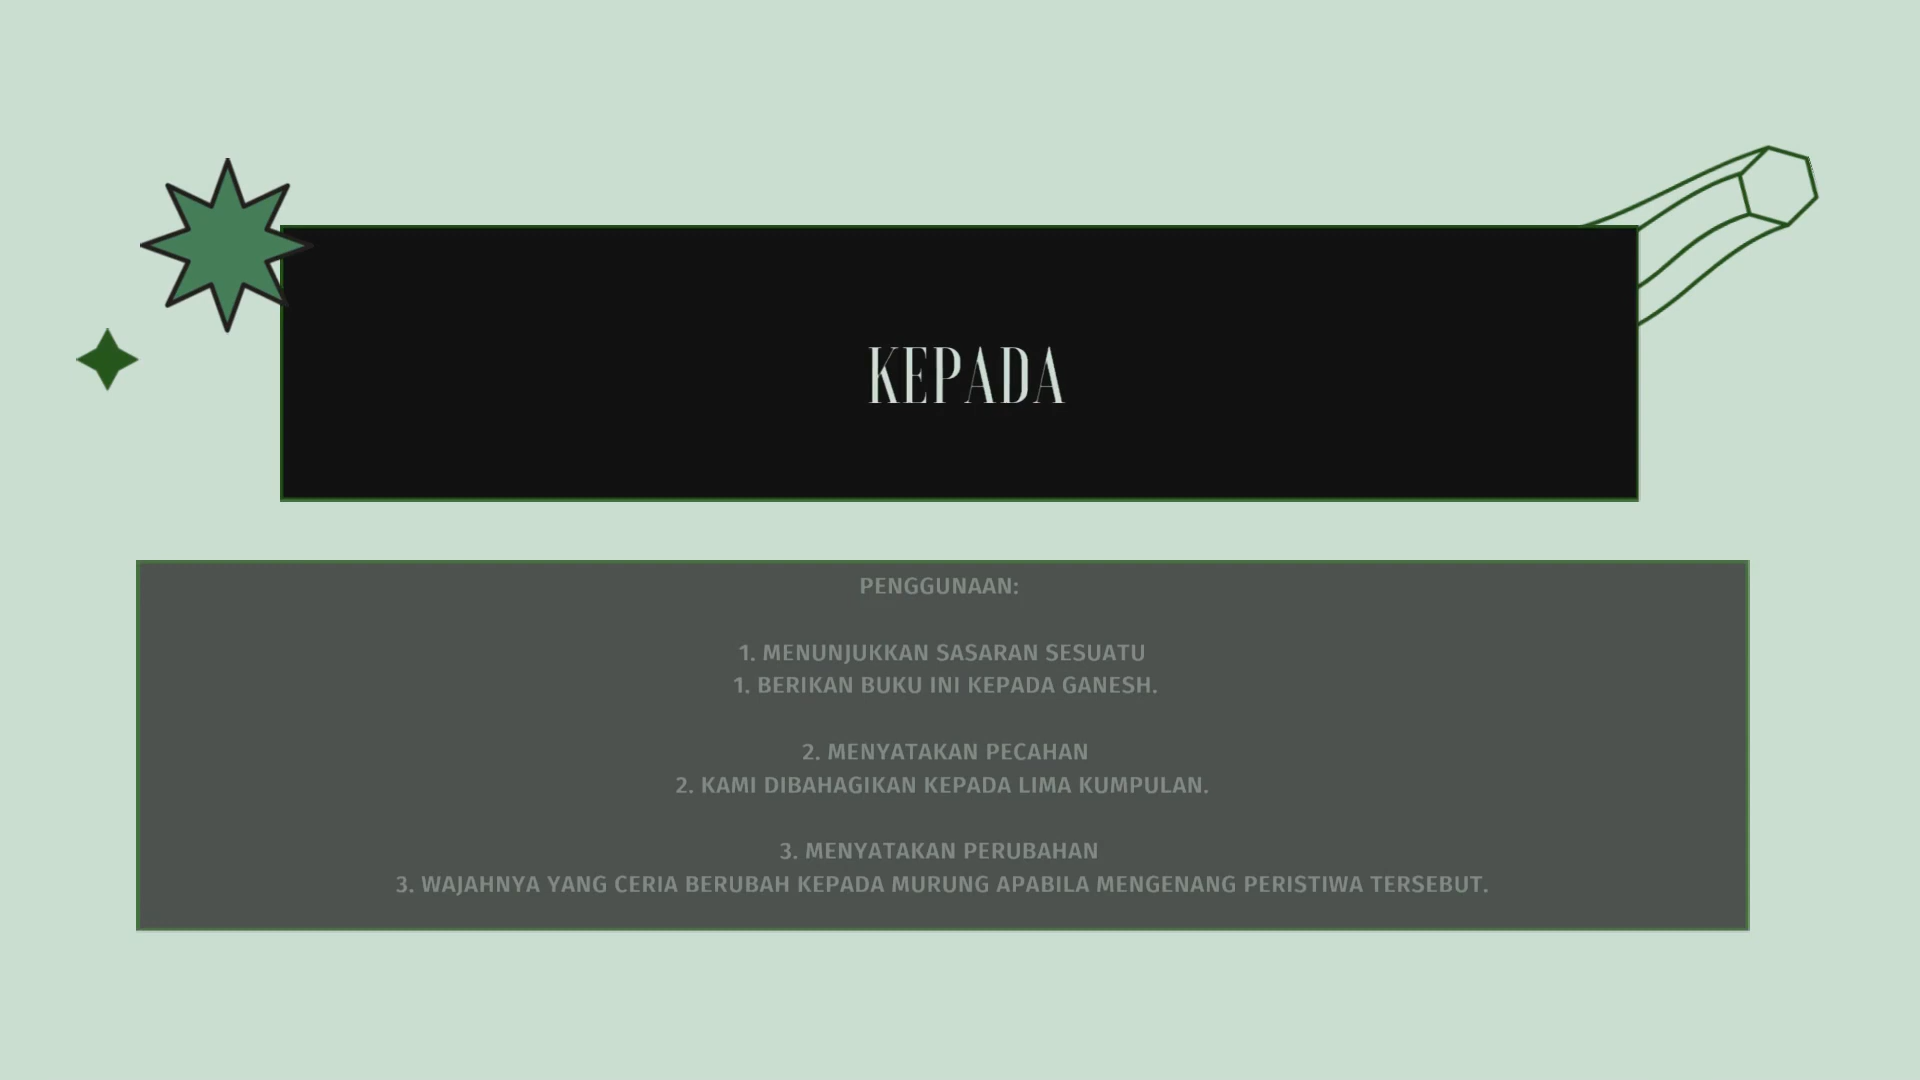 KEPADA
PENGGUNAAN:
1. MENUNJUKKAN SASARAN SESUATU
1. BERIKAN BUKU INI KEPADA GANESH.
2. MENYATAKAN PECAHAN
2. KAMI DIBAHAGIKAN KEPADA LIMA KUMPULAN.
3. MENYATAKAN PERUBAHAN
3. WAJAHNYA YANG CERIA BERUBAH KEPADA MURUNG APABILA MENGENANG PERISTIWA TERSEBUT.